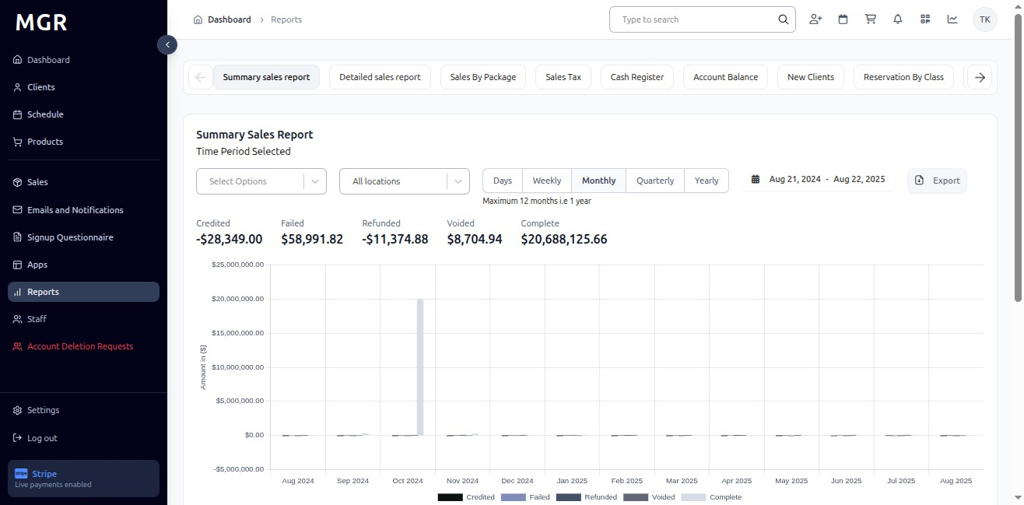 MGR
Dashboard
Clients
Schedule
Products
Sales
Emails and Notifications
Signup Questionnaire
Apps
Reports
Staff
Account Deletion Requests
Settings
Log out
stripe Stripe
Live payments enabled
Dashboard > Reports
Type to search
TK
Summary sales report
Detailed sales report
Sales By Package
Sales Tax
Cash Register
Account Balance
New Clients
Reservation By Class
Summary Sales Report
Time Period Selected
Select Options
All locations
Days Weekly Monthly Quarterly Yearly
Aug 21, 2024 - Aug 22, 2025
Export
Maximum 12 months i.e 1 year
Credited Failed Refunded Voided Complete
-$28,349.00 $58,991.82 -$11,374.88 $8,704.94 $20,688,125.66
Amount in ($)
$25,000,000.00
$20,000,000.00
$15,000,000.00
$10,000,000.00
$5,000,000.00
$0.00
-$5,000,000.00
Aug 2024 Sep 2024 Oct 2024 Nov 2024 Dec 2024 Jan 2025 Feb 2025 Mar 2025 Apr 2025 May 2025 Jun 2025 Jul 2025 Aug 2025
Credited Failed Refunded Voided Complete